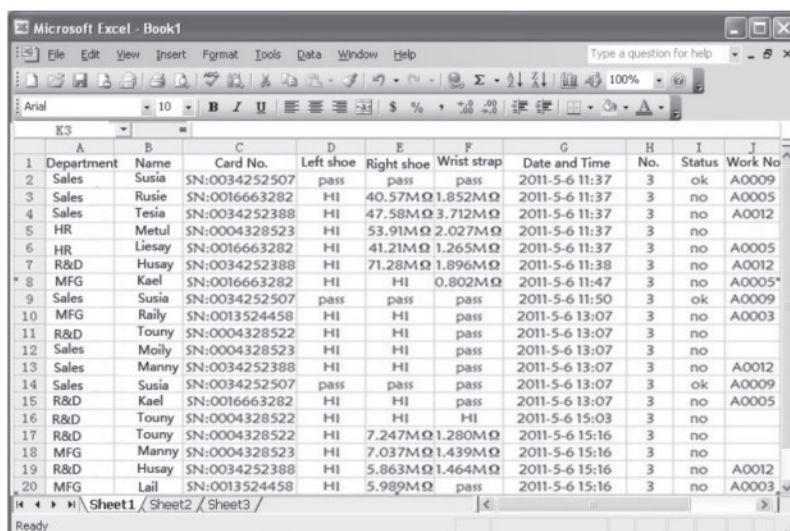 Microsoft Excel - Book1
File Edit View Insert Format Tools Data Window Help Type a question for help
100%
Arial 10 B I U $ % ,
K3 =
A B C D E F G H I J
1 Department Name Card No. Left shoe Right shoe Wrist strap Date and Time No. Status Work No
2 Sales Susia SN:0034252507 pass pass pass 2011-5-6 11:37 3 ok A0009
3 Sales Rusie SN:0016663282 HI 40.57MΩ 1.852MΩ 2011-5-6 11:37 3 no A0005
4 Sales Tesia SN:0034252388 HI 47.58MΩ 3.712MΩ 2011-5-6 11:37 3 no A0012
5 HR Metul SN:0004328523 HI 53.91MΩ 2.027MΩ 2011-5-6 11:37 3 no
6 HR Liesay SN:0016663282 HI 41.21MΩ 1.265MΩ 2011-5-6 11:37 3 no A0005
7 R&D Husay SN:0034252388 HI 71.28MΩ 1.896MΩ 2011-5-6 11:38 3 no A0012
8 MFG Kael SN:0016663282 HI HI 0.802MΩ 2011-5-6 11:47 3 no A0005
9 Sales Susia SN:0034252507 pass pass pass 2011-5-6 11:50 3 ok A0009
10 MFG Raily SN:0013524458 HI HI pass 2011-5-6 13:07 3 no A0003
11 R&D Touny SN:0004328522 HI HI pass 2011-5-6 13:07 3 no
12 Sales Moily SN:0004328523 HI HI pass 2011-5-6 13:07 3 no
13 Sales Manny SN:0034252388 HI HI pass 2011-5-6 13:07 3 no A0012
14 Sales Susia SN:0034252507 pass pass pass 2011-5-6 13:07 3 ok A0009
15 R&D Kael SN:0016663282 HI HI pass 2011-5-6 13:07 3 no A0005
16 R&D Touny SN:0004328522 HI HI HI 2011-5-6 15:03 3 no
17 R&D Touny SN:0004328522 HI 7.247MΩ 1.280MΩ 2011-5-6 15:16 3 no
18 MFG Manny SN:0004328523 HI 7.037MΩ 1.439MΩ 2011-5-6 15:16 3 no
19 R&D Husay SN:0034252388 HI 5.863MΩ 1.464MΩ 2011-5-6 15:16 3 no A0012
20 MFG Lail SN:0013524458 HI 5.989MΩ pass 2011-5-6 15:16 3 no A0003
Sheet1 / Sheet2 / Sheet3 /
Ready